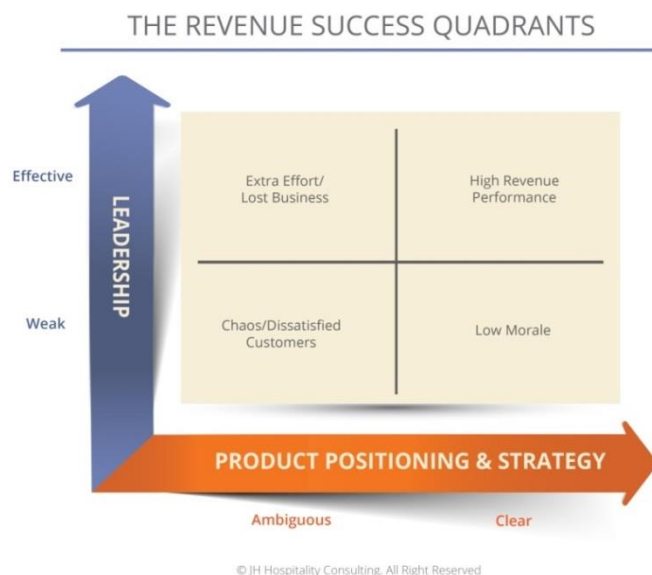 THE REVENUE SUCCESS QUADRANTS
Effective
Weak
LEADERSHIP
Extra Effort/
Lost Business
High Revenue
Performance
Chaos/Dissatisfied
Customers
Low Morale
PRODUCT POSITIONING & STRATEGY
Ambiguous
Clear
© JH Hospitality Consulting. All Right Reserved